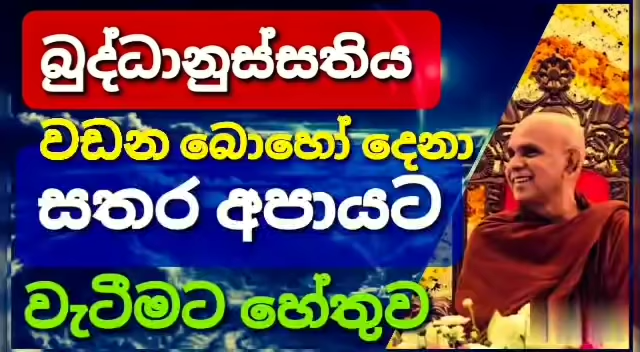 බුද්ධානුස්සතිය
වඩන බොහෝ දෙනා
සතර අපායට
වැටීමට හේතුව